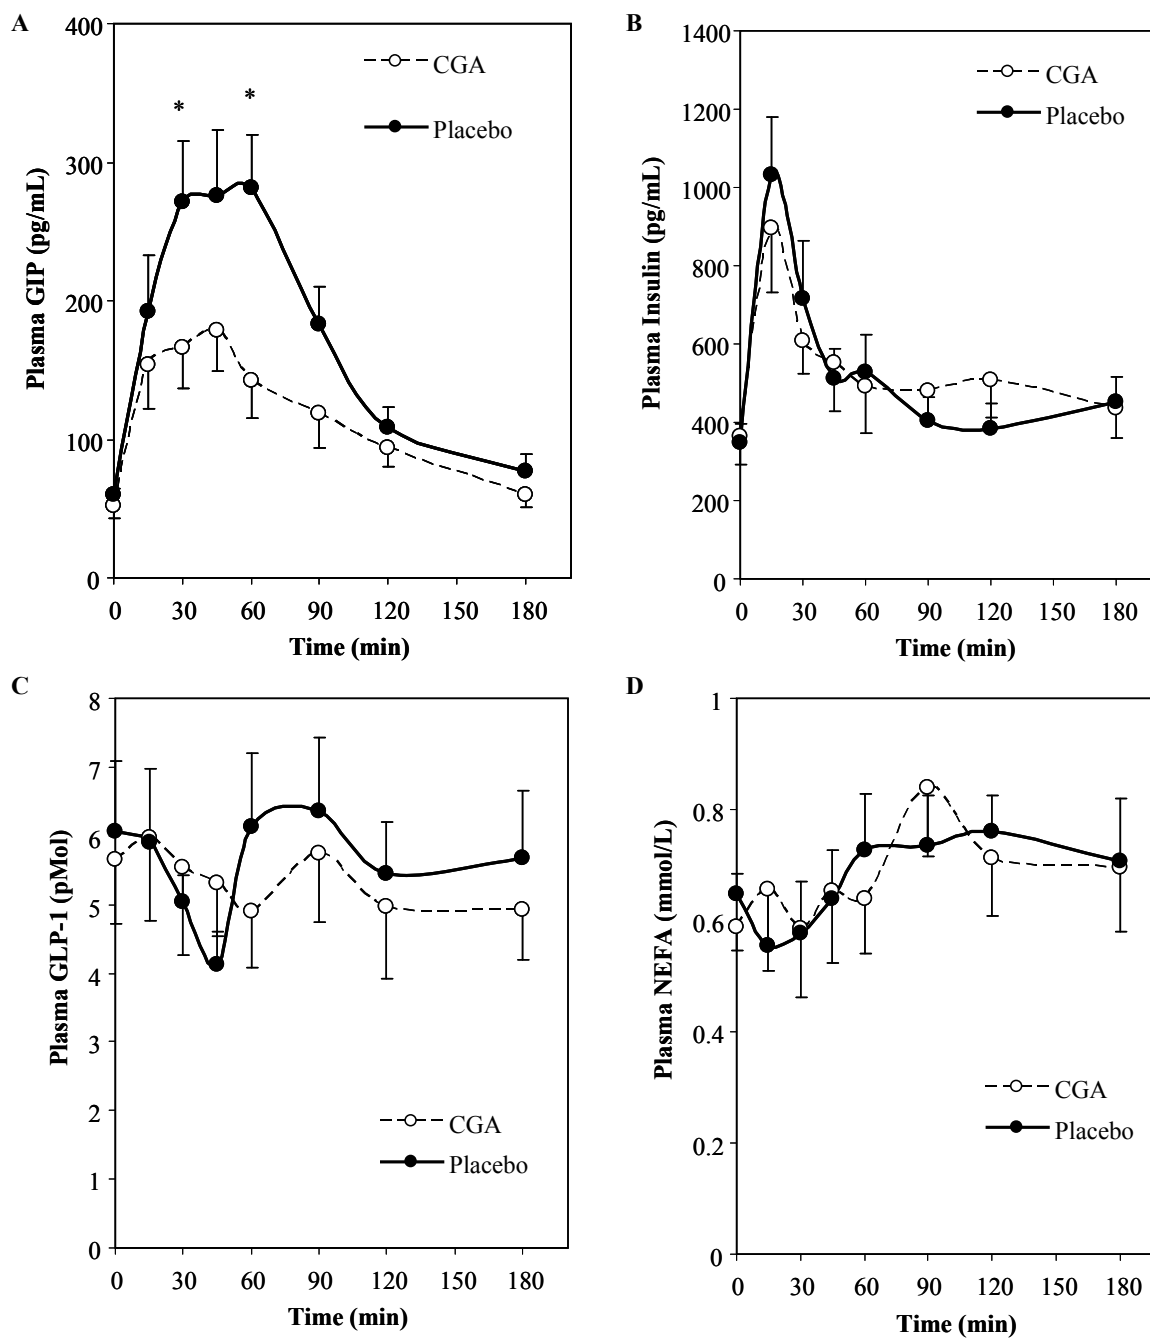 A
400
300
200
100
0
Plasma GIP (pg/mL)
* *
CGA
Placebo
0 30 60 90 120 150 180
Time (min)
B
1400
1200
1000
800
600
400
200
0
Plasma Insulin (pg/mL)
CGA
Placebo
0 30 60 90 120 150 180
Time (min)
C
8
7
6
5
4
3
2
1
0
Plasma GLP-1 (pMol)
CGA
Placebo
0 30 60 90 120 150 180
Time (min)
D
1
0.8
0.6
0.4
0.2
0
Plasma NEFA (mmol/L)
CGA
Placebo
0 30 60 90 120 150 180
Time (min)